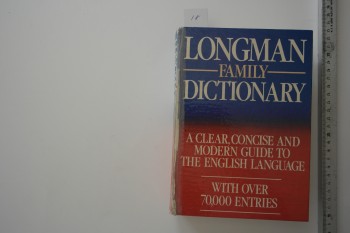 LONGMAN
FAMILY
DICTIONARY
A CLEAR, CONCISE AND
MODERN GUIDE TO
THE ENGLISH LANGUAGE
WITH OVER
70,000 ENTRIES